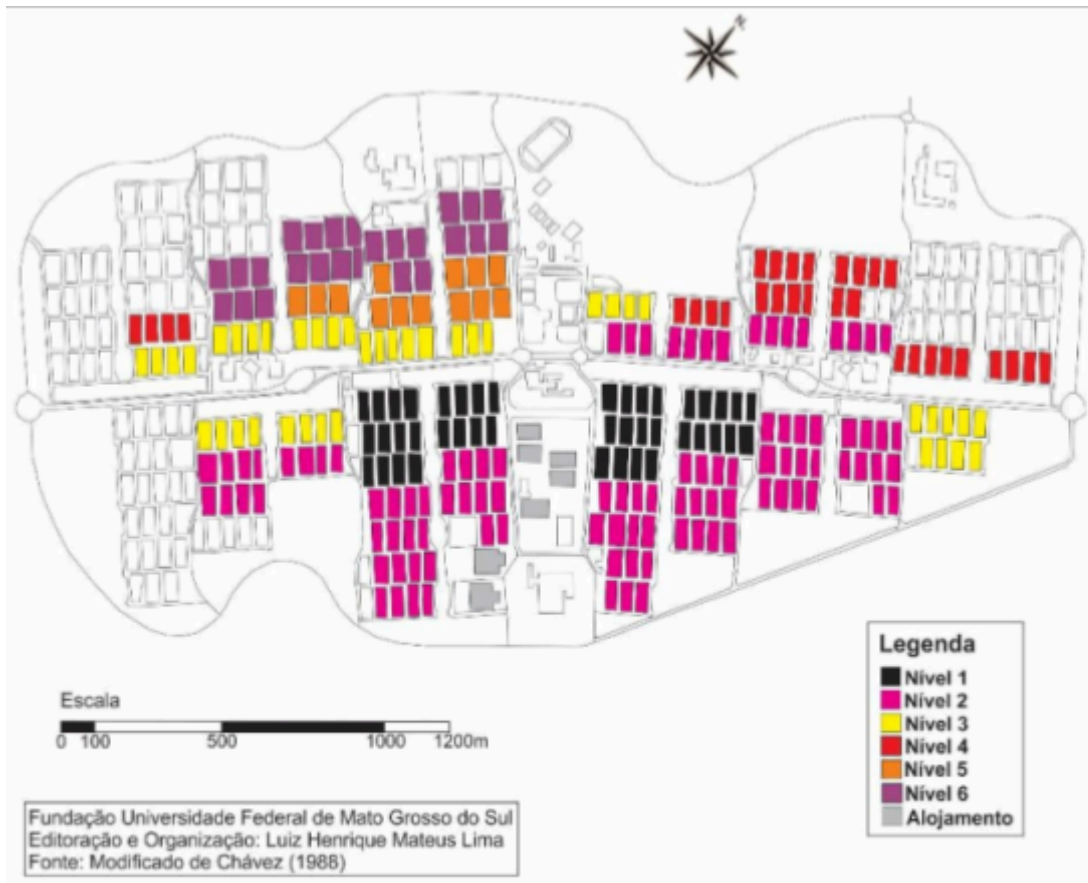 N
Legenda
Nível 1
Nível 2
Nível 3
Nível 4
Nível 5
Nível 6
Alojamento
Escala
0 100 500 1000 1200m
Fundação Universidade Federal de Mato Grosso do Sul
Editoração e Organização: Luiz Henrique Mateus Lima
Fonte: Modificado de Chávez (1988)